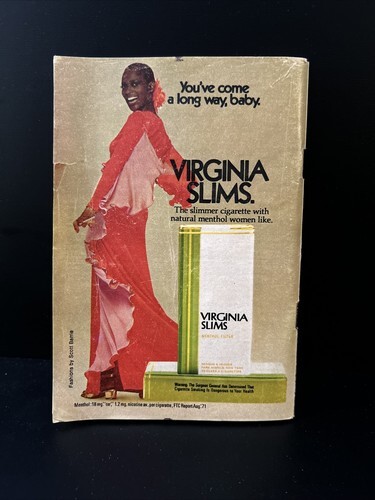 You've come
a long way, baby.
VIRGINIA
SLIMS.
The slimmer cigarette with
natural menthol women like.
VIRGINIA
SLIMS
Fashions by Scott Barrie
Warning: The Surgeon General Has Determined That
Cigarette Smoking Is Dangerous to Your Health
Menthol: 18 mg."tar," 1.2 mg. nicotine av. per cigarette, FTC Report Aug.'71